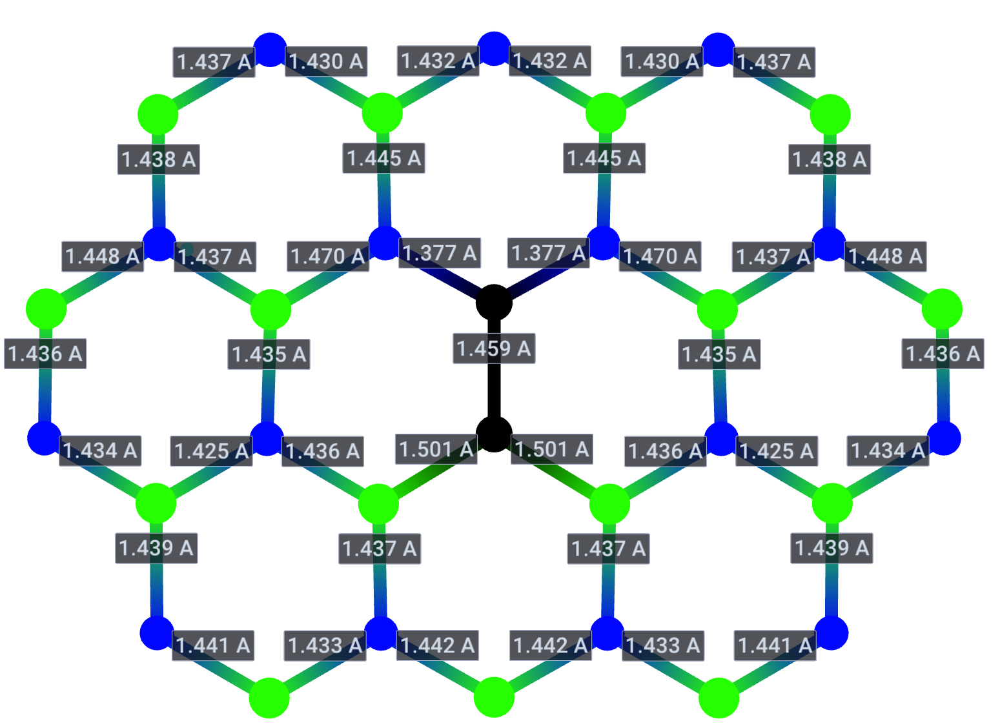 1.437 A 1.430 A 1.432 A 1.432 A 1.430 A 1.437 A
1.438 A 1.445 A 1.445 A 1.438 A
1.448 A 1.437 A 1.470 A 1.377 A 1.377 A 1.470 A 1.437 A 1.448 A
1.436 A 1.435 A 1.459 A 1.435 A 1.436 A
1.434 A 1.425 A 1.436 A 1.501 A 1.501 A 1.436 A 1.425 A 1.434 A
1.439 A 1.437 A 1.437 A 1.439 A
1.441 A 1.433 A 1.442 A 1.442 A 1.433 A 1.441 A